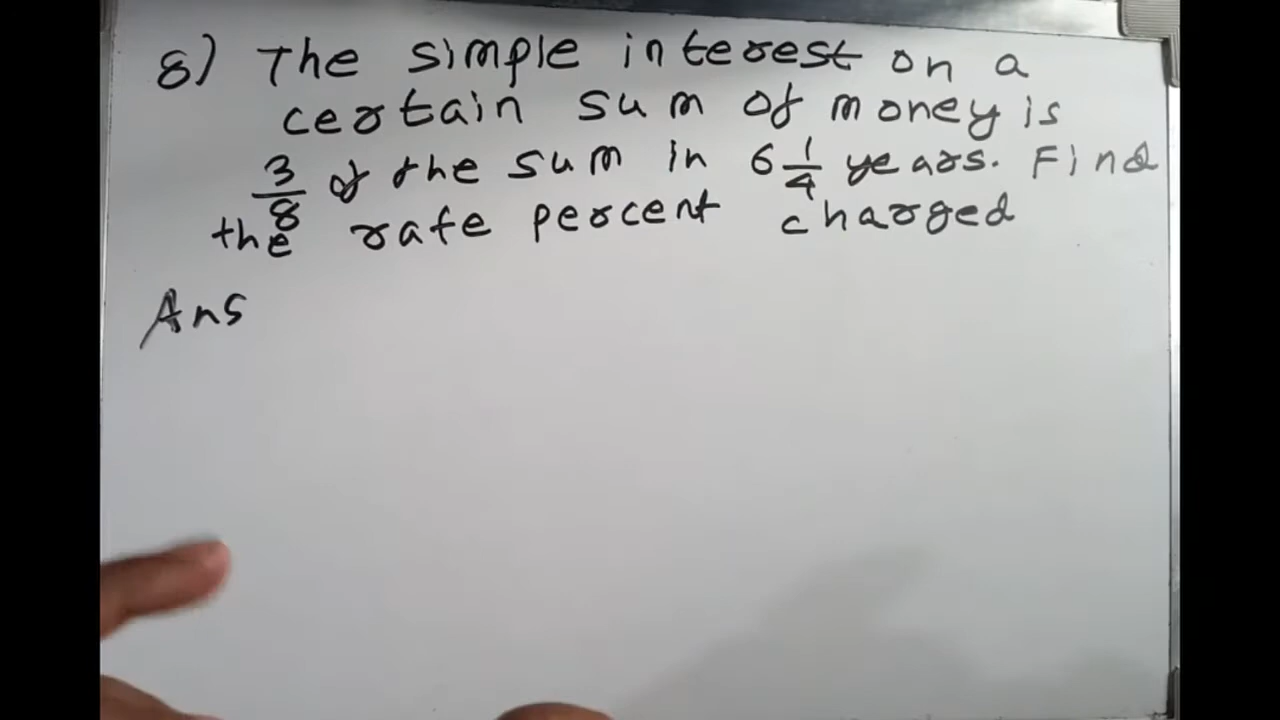 8) The simple interest on a
certain sum of money is
3/8 of the sum in 6 1/4 years. Find
the rate percent charged
Ans